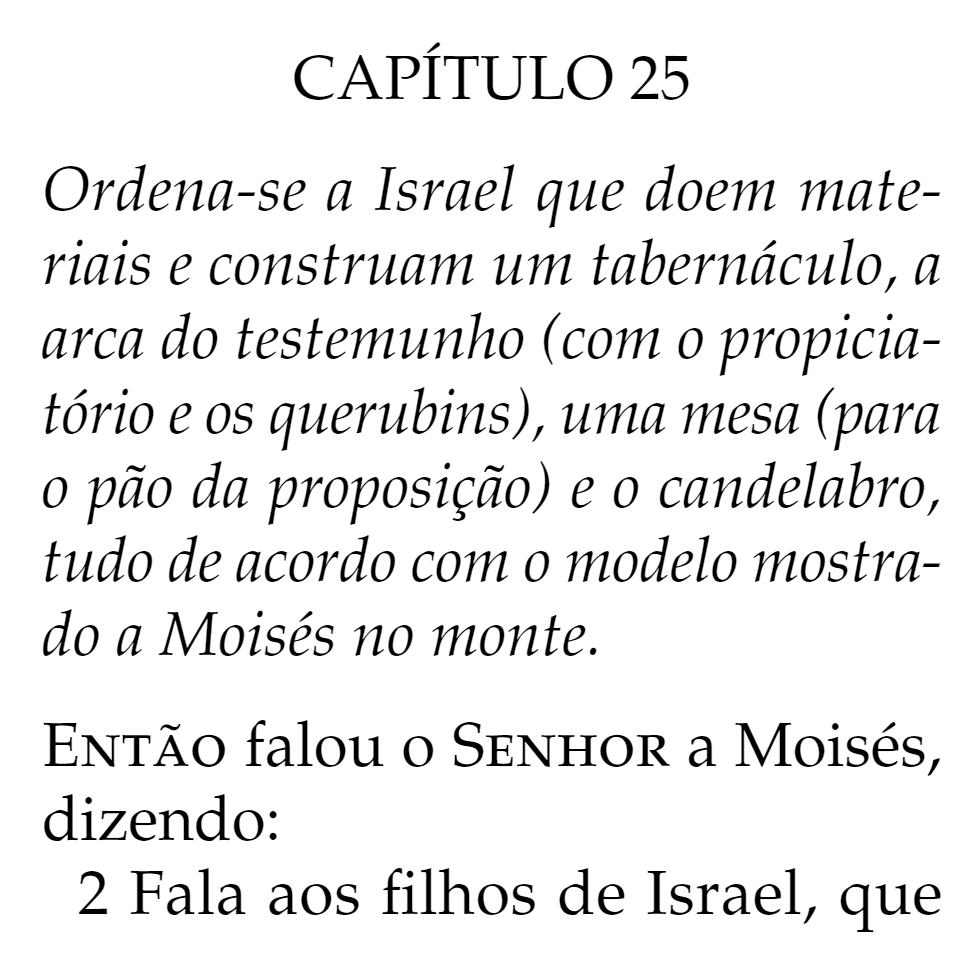 CAPÍTULO 25
Ordena-se a Israel que doem mate-
riais e construam um tabernáculo, a
arca do testemunho (com o propicia-
tório e os querubins), uma mesa (para
o pão da proposição) e o candelabro,
tudo de acordo com o modelo mostra-
do a Moisés no monte.
ENTÃO falou o SENHOR a Moisés,
dizendo:
2 Fala aos filhos de Israel, que